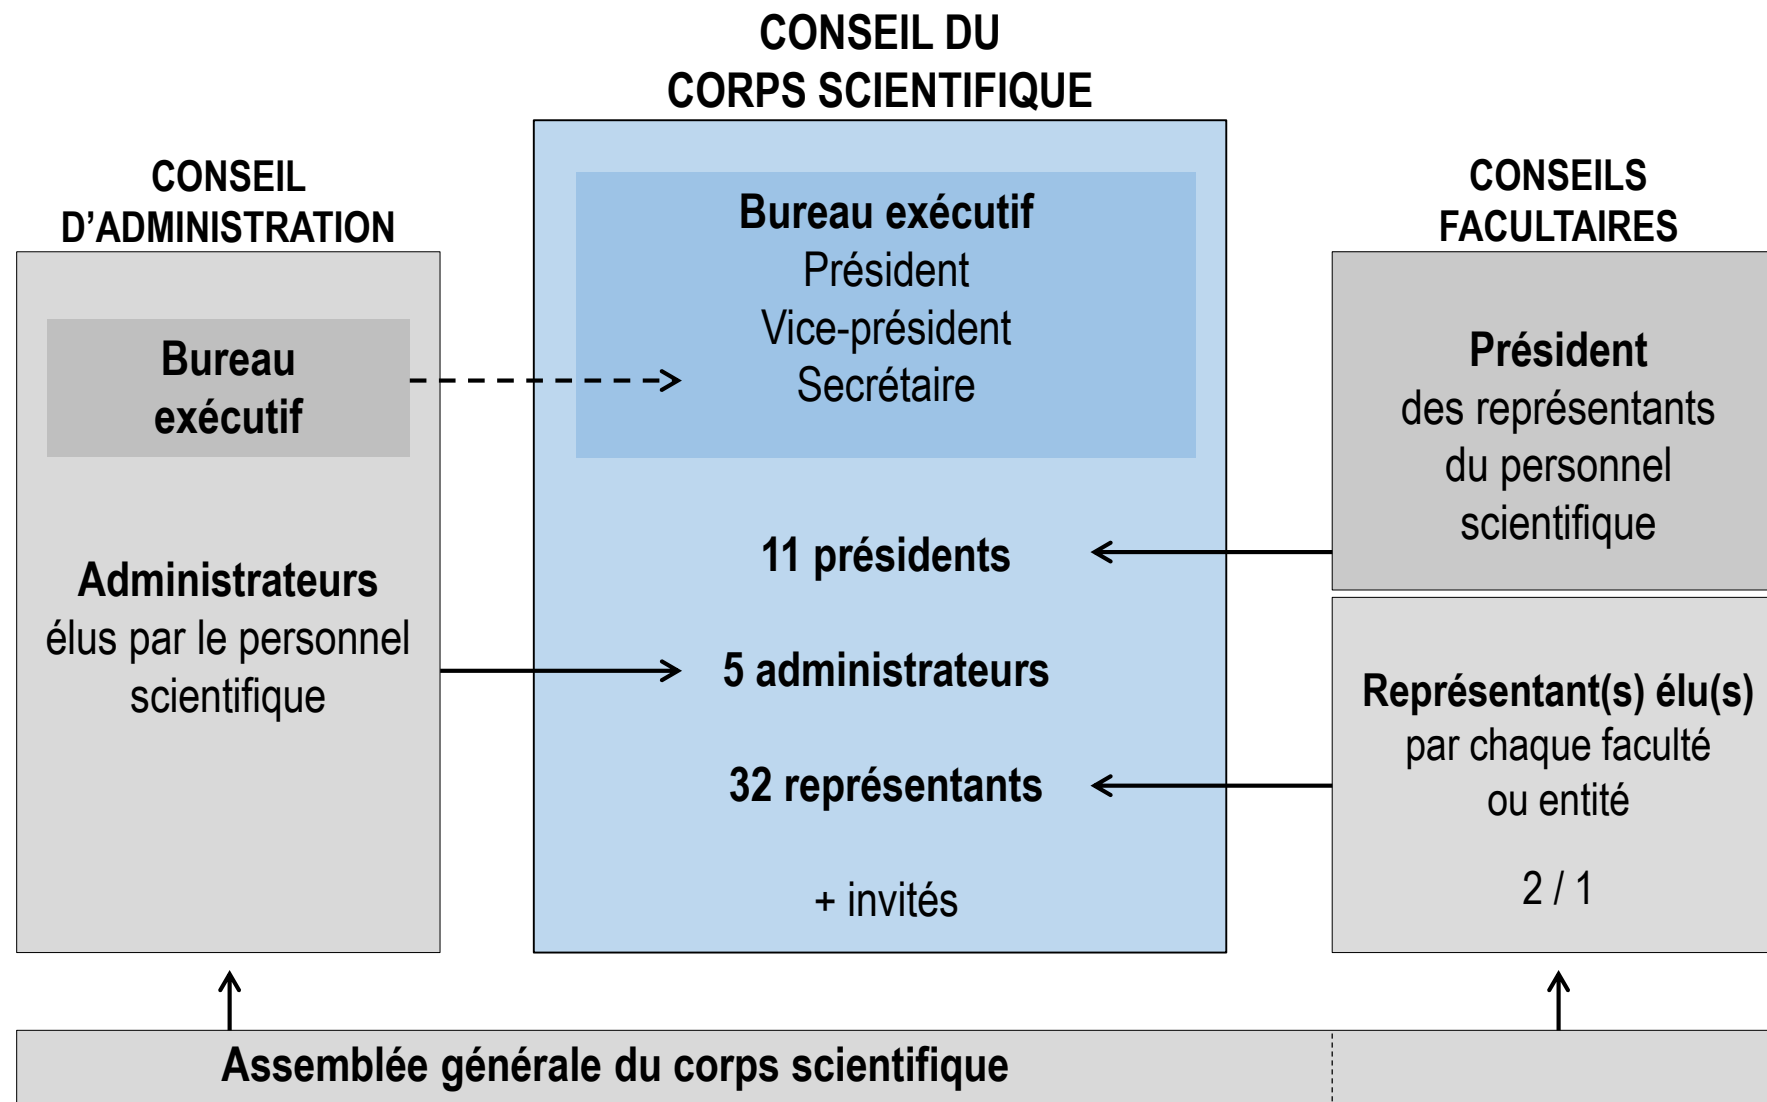 CONSEIL DU
CORPS SCIENTIFIQUE
CONSEIL
D’ADMINISTRATION
Bureau
exécutif
Administrateurs
élus par le personnel
scientifique
Bureau exécutif
Président
Vice-président
Secrétaire
11 présidents
5 administrateurs
32 représentants
+ invités
CONSEILS
FACULTAIRES
Président
des représentants
du personnel
scientifique
Représentant(s) élu(s)
par chaque faculté
ou entité
2 / 1
Assemblée générale du corps scientifique